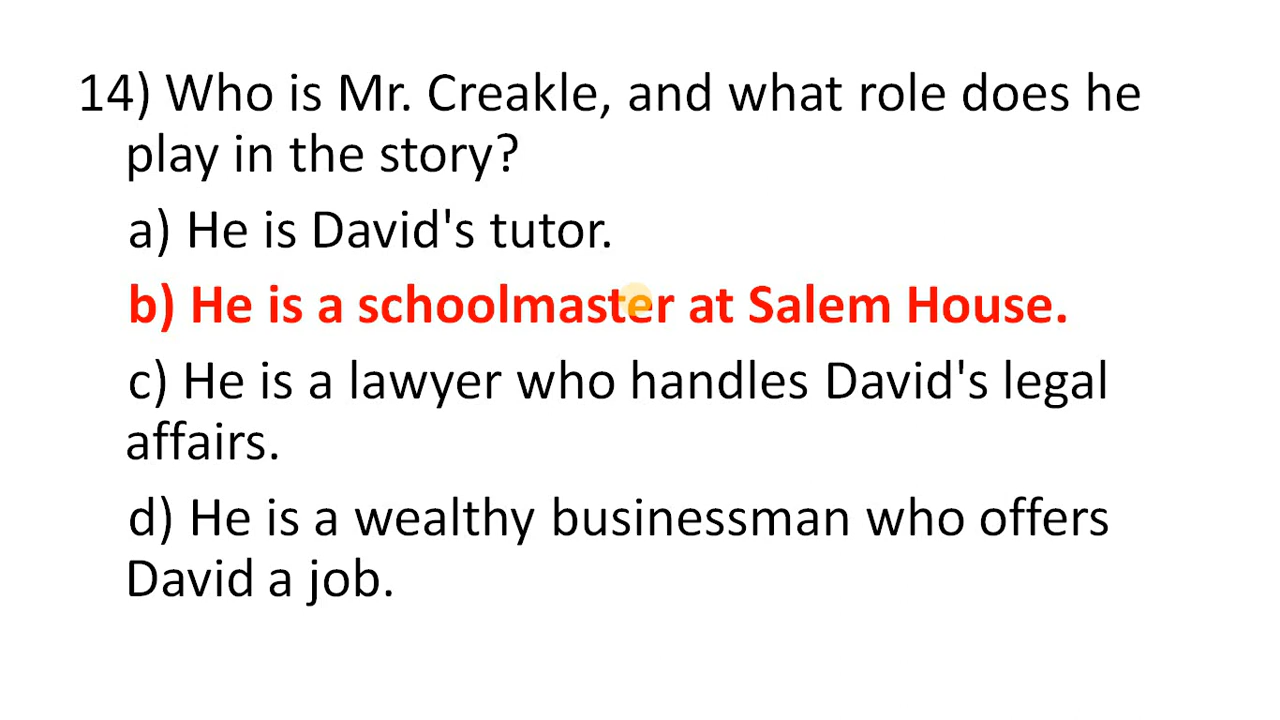 14) Who is Mr. Creakle, and what role does he
play in the story?
a) He is David's tutor.
b) He is a schoolmaster at Salem House.
c) He is a lawyer who handles David's legal
affairs.
d) He is a wealthy businessman who offers
David a job.